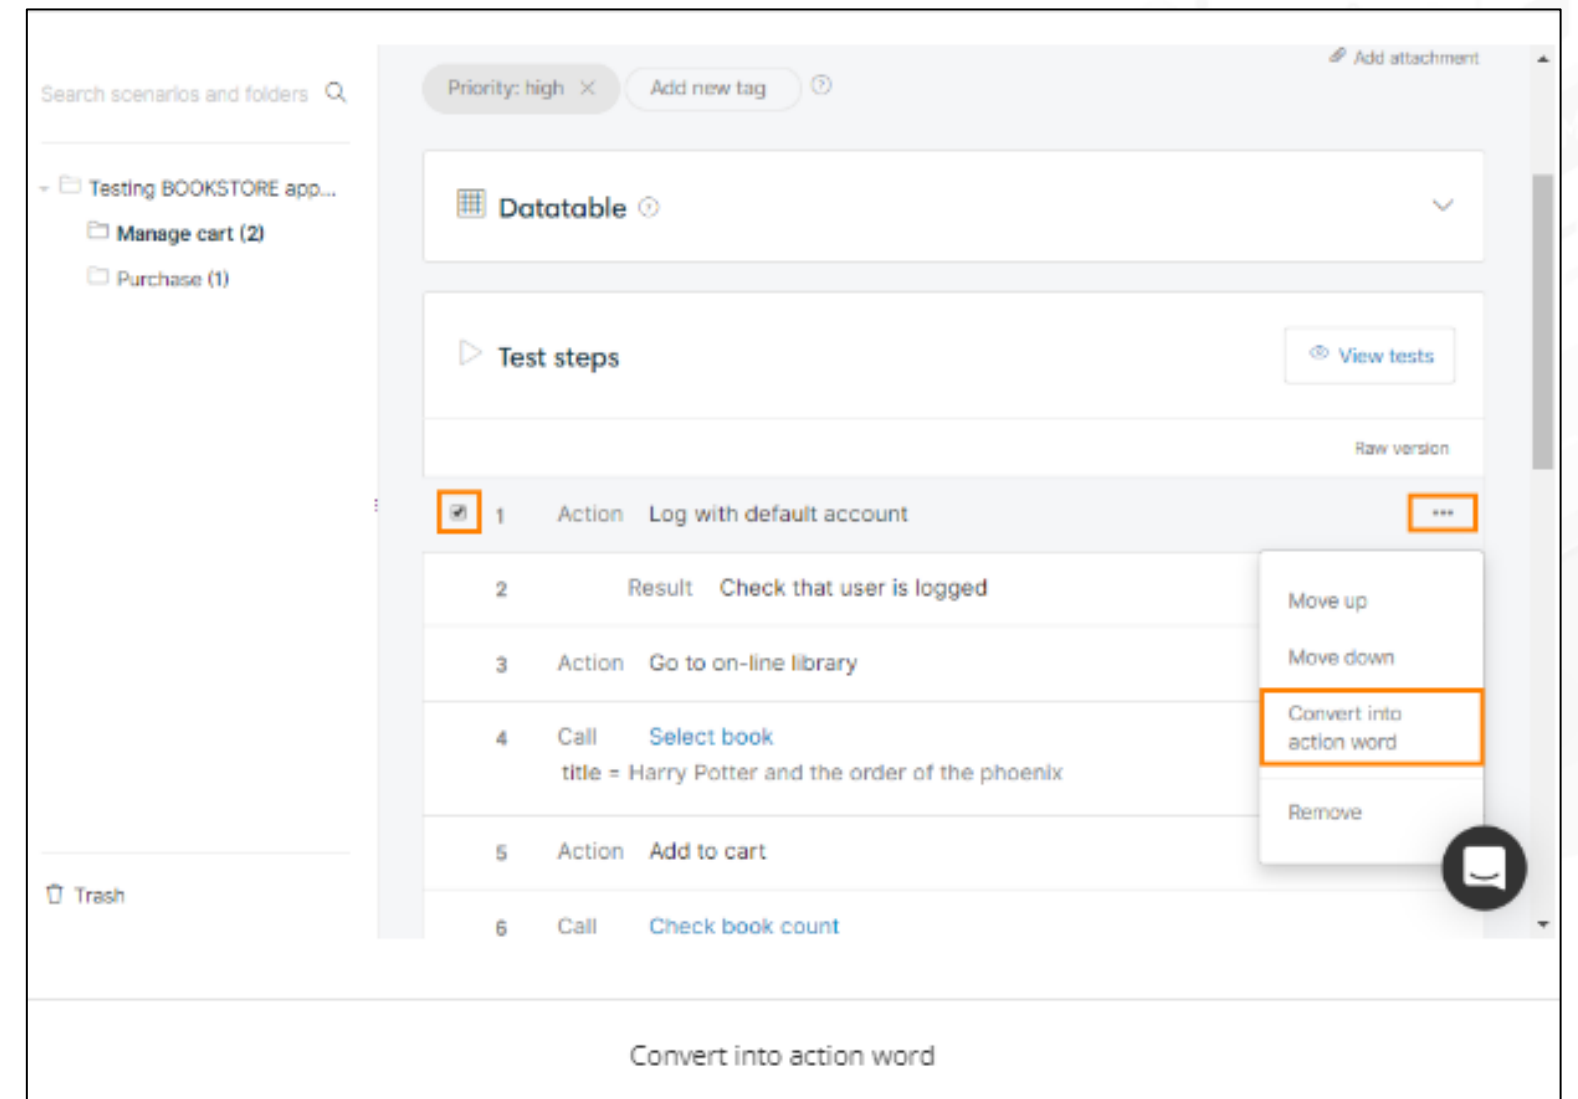 Add attachment
Search scenarios and folders
Priority: high
Add new tag
Testing BOOKSTORE app...
Manage cart (2)
Purchase (1)
Datatable
Test steps
View tests
Raw version
1 Action Log with default account
2 Result Check that user is logged
3 Action Go to on-line library
4 Call Select book
title = Harry Potter and the order of the phoenix
5 Action Add to cart
6 Call Check book count
Move up
Move down
Convert into
action word
Remove
Trash
Convert into action word